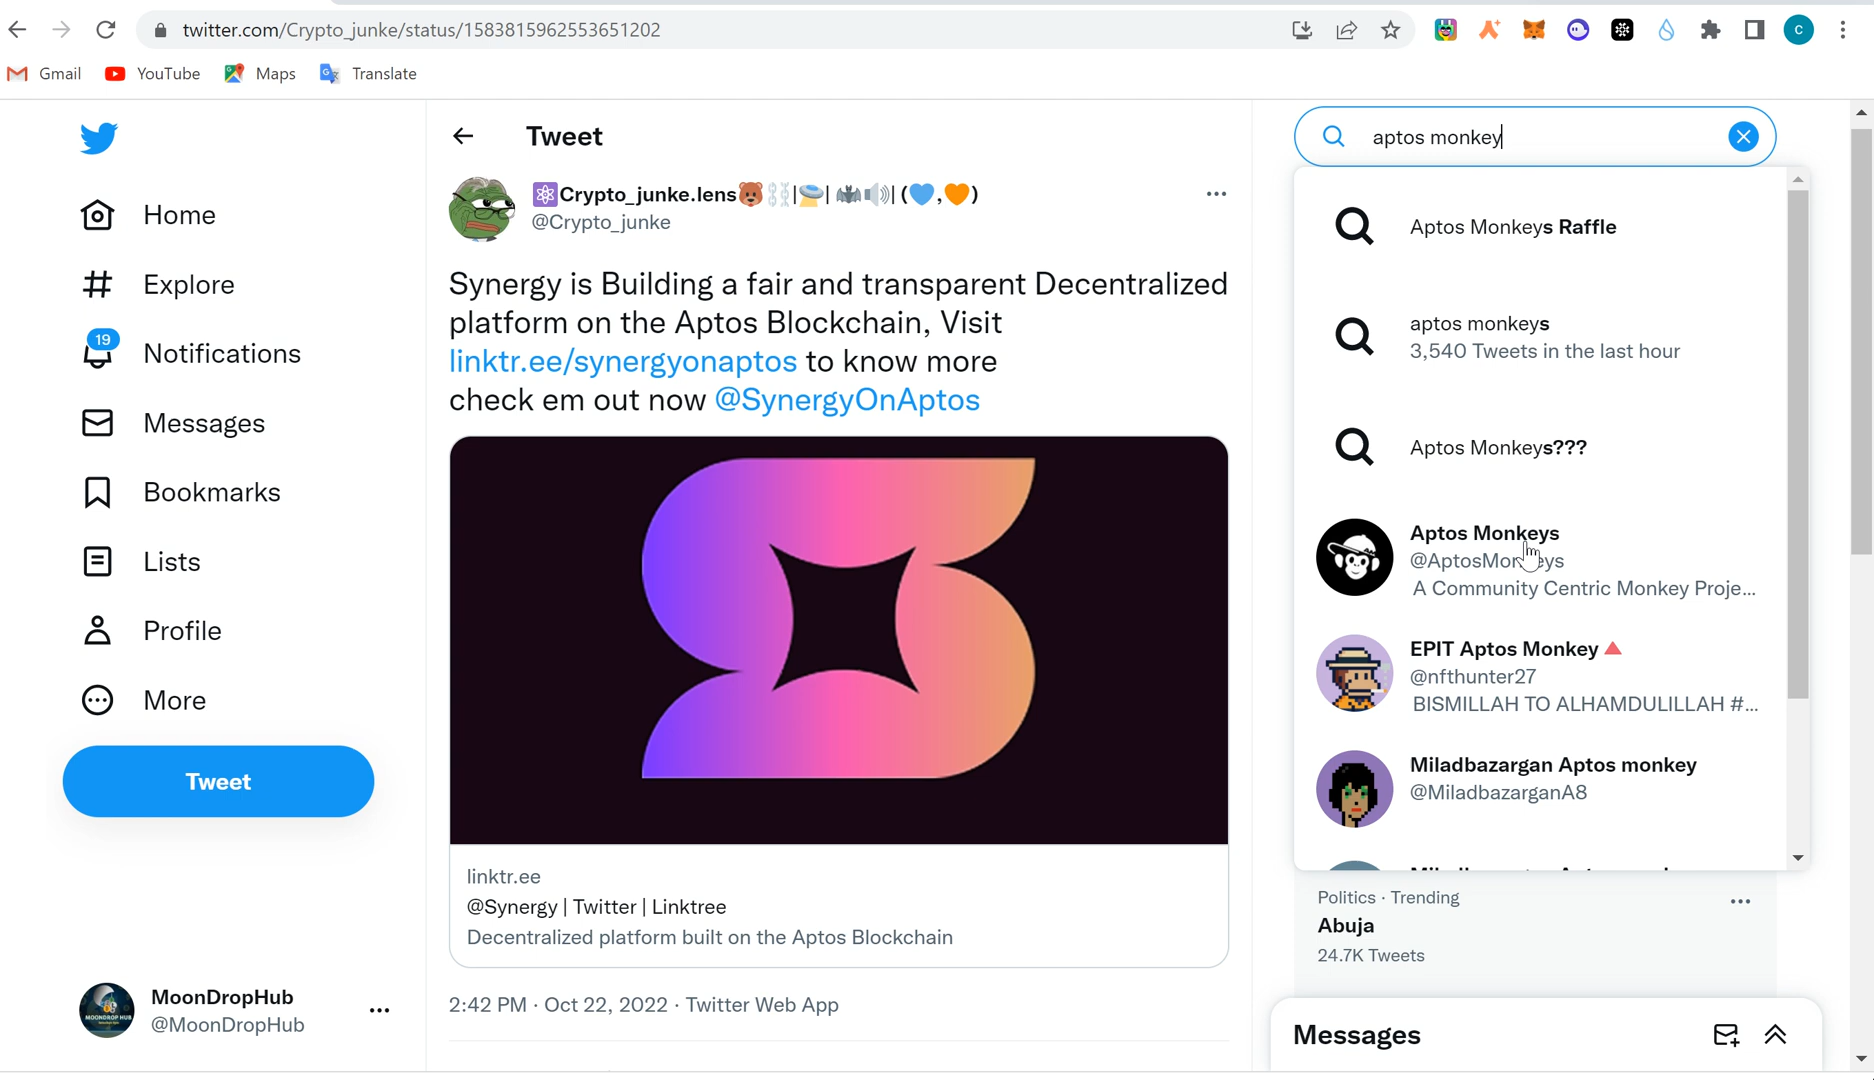 twitter.com/Crypto_junke/status/1583815962553651202
C
Gmail
YouTube
Maps
Translate
Home
Explore
19
Notifications
Messages
Bookmarks
Lists
Profile
More
Tweet
MoonDropHub
@MoonDropHub
Tweet
Crypto_junke.lens🐻⛓️|🛸| 🦇🔊| (💙,🧡)
@Crypto_junke
Synergy is Building a fair and transparent Decentralized
platform on the Aptos Blockchain, Visit
linktr.ee/synergyonaptos to know more
check em out now @SynergyOnAptos
linktr.ee
@Synergy | Twitter | Linktree
Decentralized platform built on the Aptos Blockchain
2:42 PM · Oct 22, 2022 · Twitter Web App
aptos monkey
Aptos Monkeys Raffle
aptos monkeys
3,540 Tweets in the last hour
Aptos Monkeys???
Aptos Monkeys
@AptosMonkeys
A Community Centric Monkey Proje...
EPIT Aptos Monkey 🔺
@nfthunter27
BISMILLAH TO ALHAMDULILLAH #...
Miladbazargan Aptos monkey
@MiladbazarganA8
Politics · Trending
Abuja
24.7K Tweets
Messages